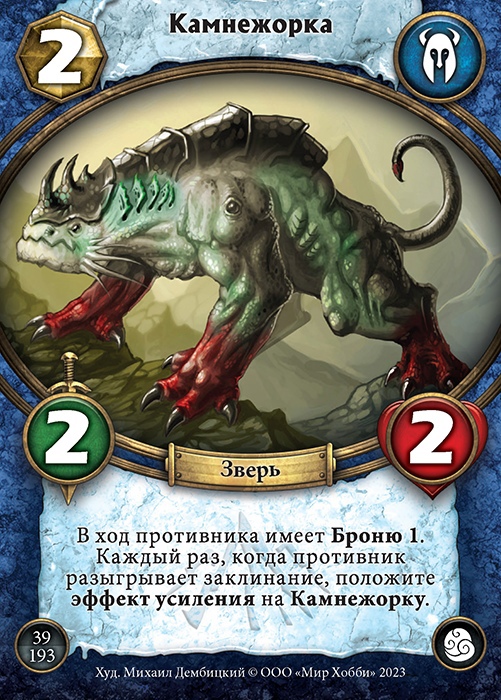 Камнежорка
2
2
2
Зверь
В ход противника имеет Броню 1.
Каждый раз, когда противник
разыгрывает заклинание, положите
эффект усиления на Камнежорку.
39
193
Худ. Михаил Дембицкий © ООО «Мир Хобби» 2023